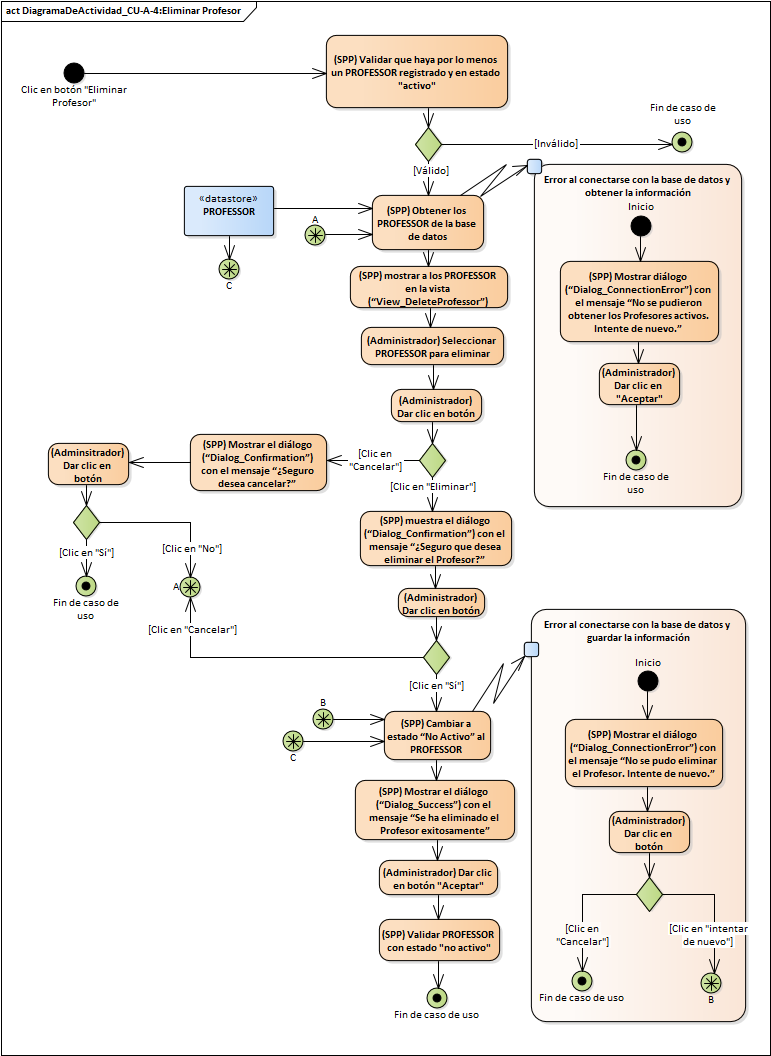 act DiagramaDeActividad_CU-A-4:Eliminar Profesor
Clic en botón "Eliminar
Profesor"
(SPP) Validar que haya por lo menos
un PROFESSOR registrado y en estado
"activo"
[Inválido]
Fin de caso de
uso
[Válido]
«datastore»
PROFESSOR
C
A
(SPP) Obtener los
PROFESSOR de la base
de datos
Error al conectarse con la base de datos y
obtener la información
Inicio
(SPP) Mostrar diálogo
(“Dialog_ConnectionError”) con
el mensaje “No se pudieron
obtener los Profesores activos.
Intente de nuevo.”
(Administrador)
Dar clic en
"Aceptar"
Fin de caso de
uso
(SPP) mostrar a los PROFESSOR
en la vista
(“View_DeleteProfessor”)
(Administrador) Seleccionar
PROFESSOR para eliminar
(Administrador)
Dar clic en botón
[Clic en
"Cancelar"]
[Clic en "Eliminar"]
(SPP) Mostrar el diálogo
(“Dialog_Confirmation”)
con el mensaje “¿Seguro
desea cancelar?”
(Adminsitrador)
Dar clic en
botón
[Clic en "Sí"]
[Clic en "No"]
Fin de caso de
uso
A
[Clic en "Cancelar"]
(SPP) muestra el diálogo
(“Dialog_Confirmation”) con el
mensaje “¿Seguro que desea
eliminar el Profesor?”
(Administrador)
Dar clic en botón
[Clic en "Sí"]
B
C
(SPP) Cambiar a
estado “No Activo” al
PROFESSOR
(SPP) Mostrar el diálogo
(“Dialog_Success”) con el
mensaje “Se ha eliminado el
Profesor exitosamente”
(Administrador) Dar clic
en botón "Aceptar"
(SPP) Validar PROFESSOR
con estado "no activo"
Fin de caso de uso
Error al conectarse con la base de datos y
guardar la información
Inicio
(SPP) Mostrar el diálogo
(“Dialog_ConnectionError”) con
el mensaje “No se pudo eliminar
el Profesor. Intente de nuevo.”
(Administrador)
Dar clic en
botón
[Clic en
"Cancelar"]
[Clic en "intentar
de nuevo"]
Fin de caso de uso
B